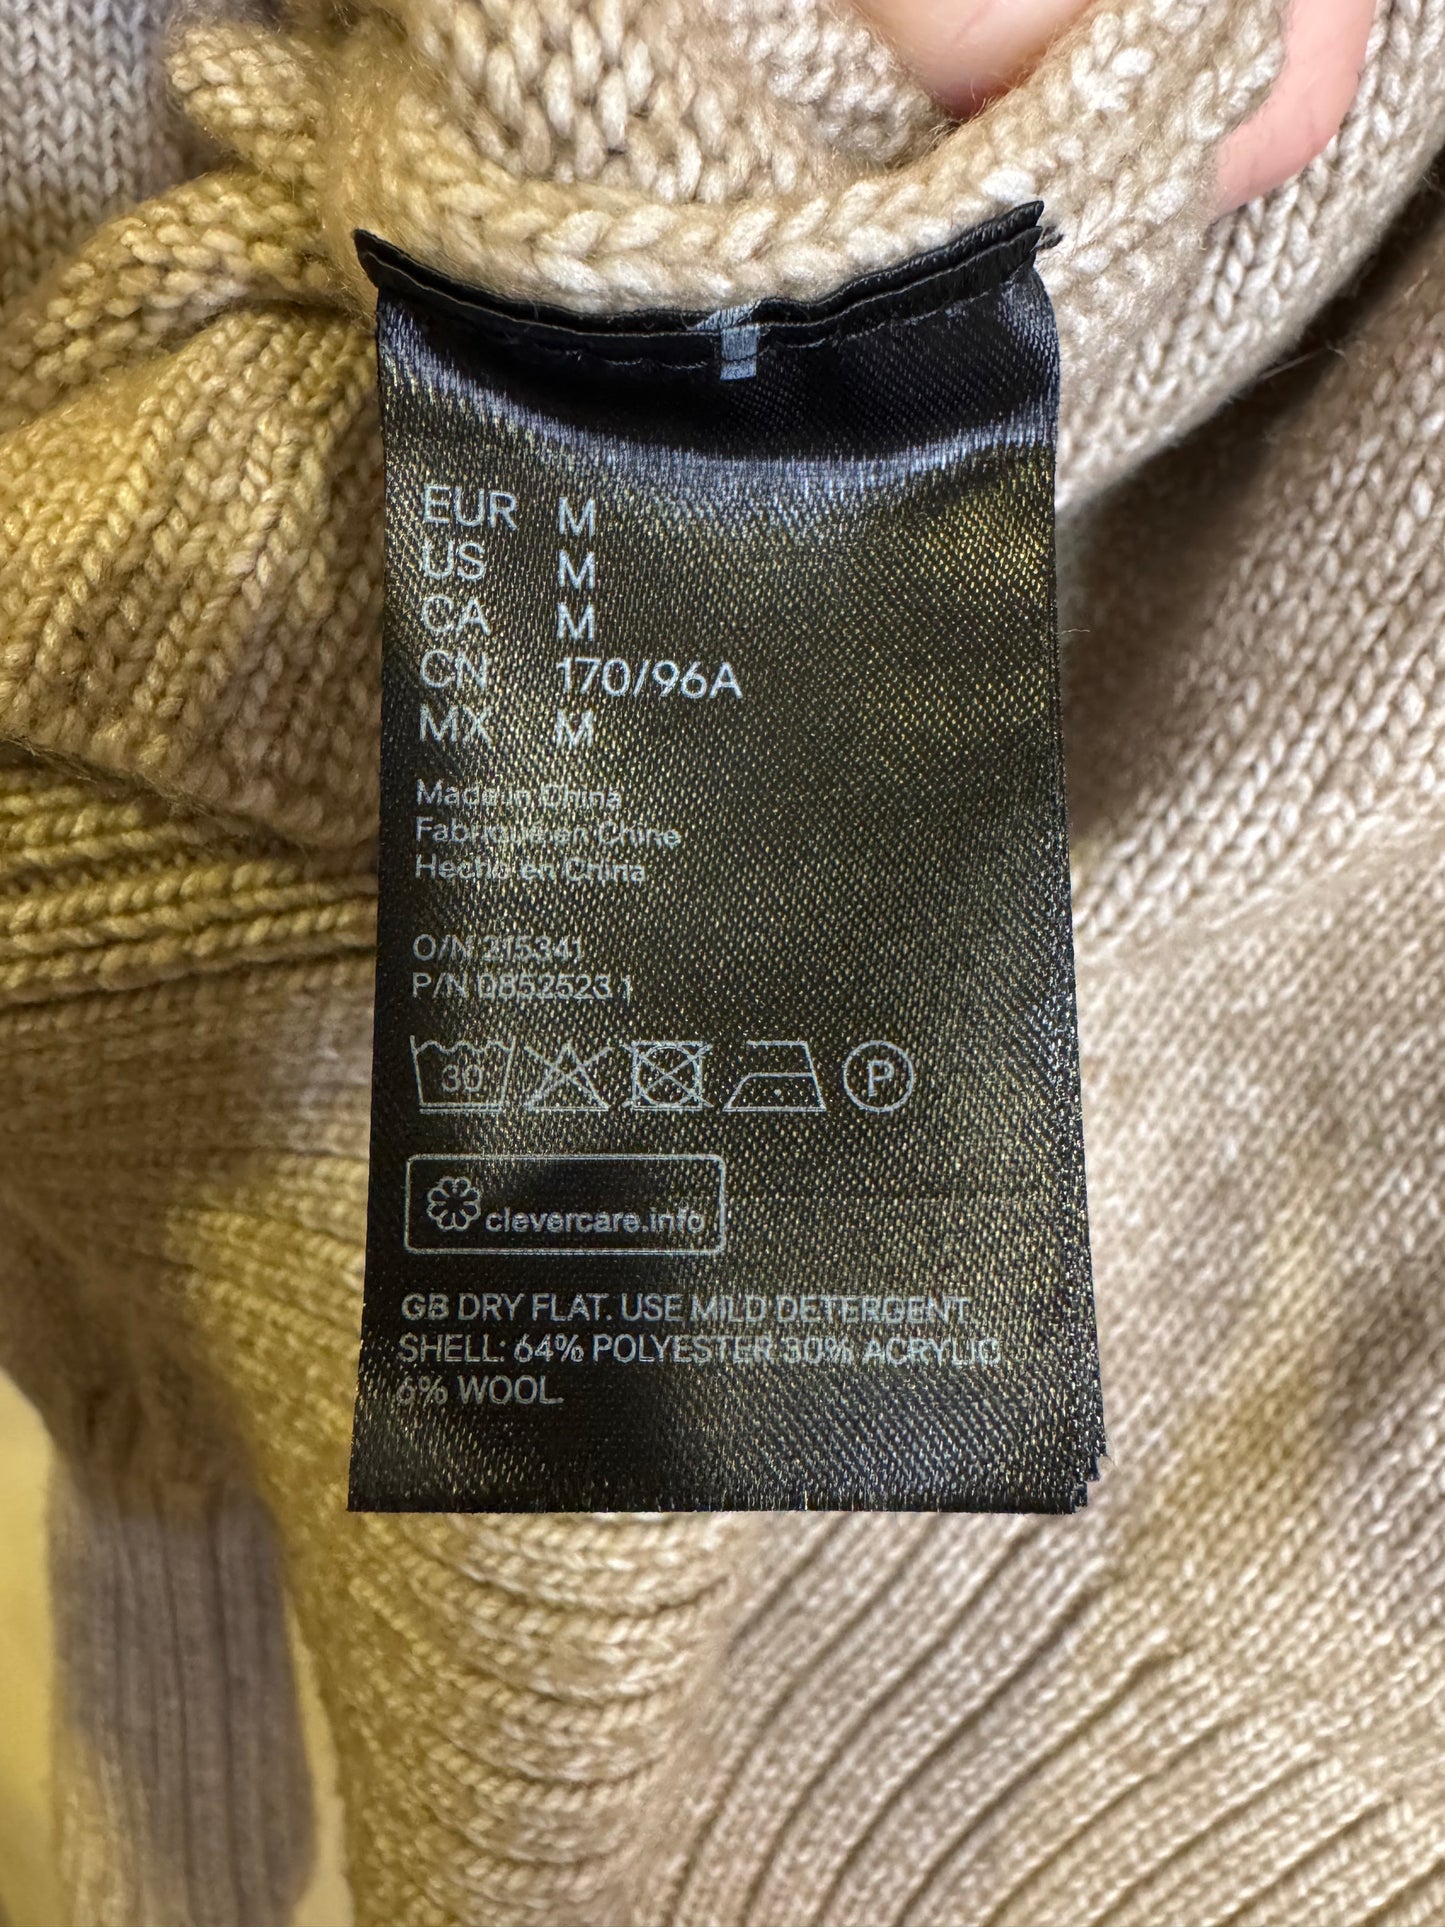 EUR M
US M
CA M
CN 170/96A
MX M
Made in China
Fabriqué en Chine
Hecho en China
O/N 215341
P/N 0852523 1
30
P
clevercare.info
GB DRY FLAT. USE MILD DETERGENT.
SHELL: 64% POLYESTER 30% ACRYLIC
6% WOOL.